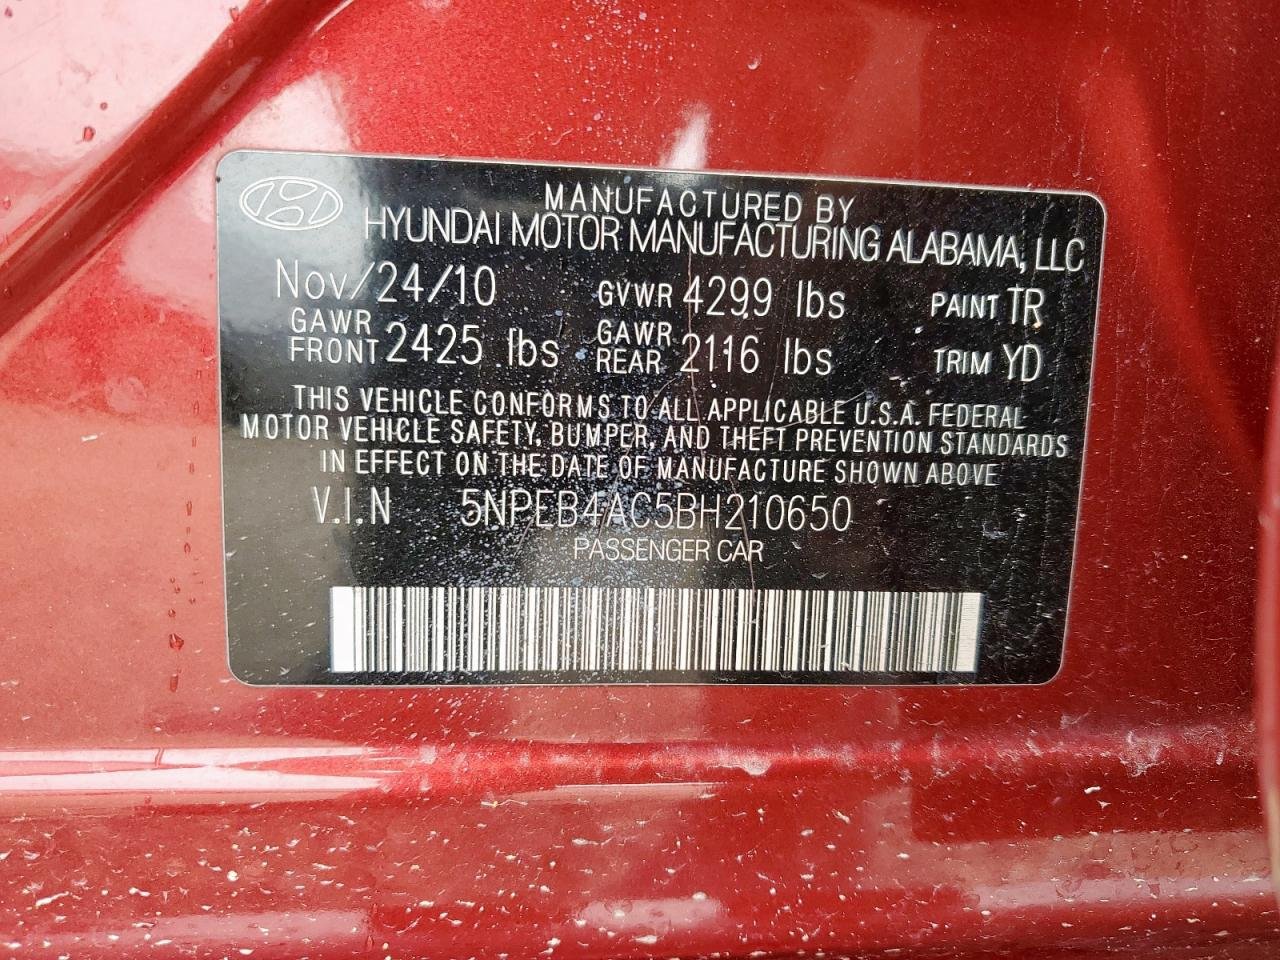 MANUFACTURED BY
HYUNDAI MOTOR MANUFACTURING ALABAMA, LLC
Nov/24/10 GVWR 4299 lbs PAINT TR
GAWR FRONT 2425 lbs GAWR REAR 2116 lbs TRIM YD
THIS VEHICLE CONFORMS TO ALL APPLICABLE U.S.A. FEDERAL
MOTOR VEHICLE SAFETY, BUMPER, AND THEFT PREVENTION STANDARDS
IN EFFECT ON THE DATE OF MANUFACTURE SHOWN ABOVE
V.I.N 5NPEB4AC5BH210650
PASSENGER CAR